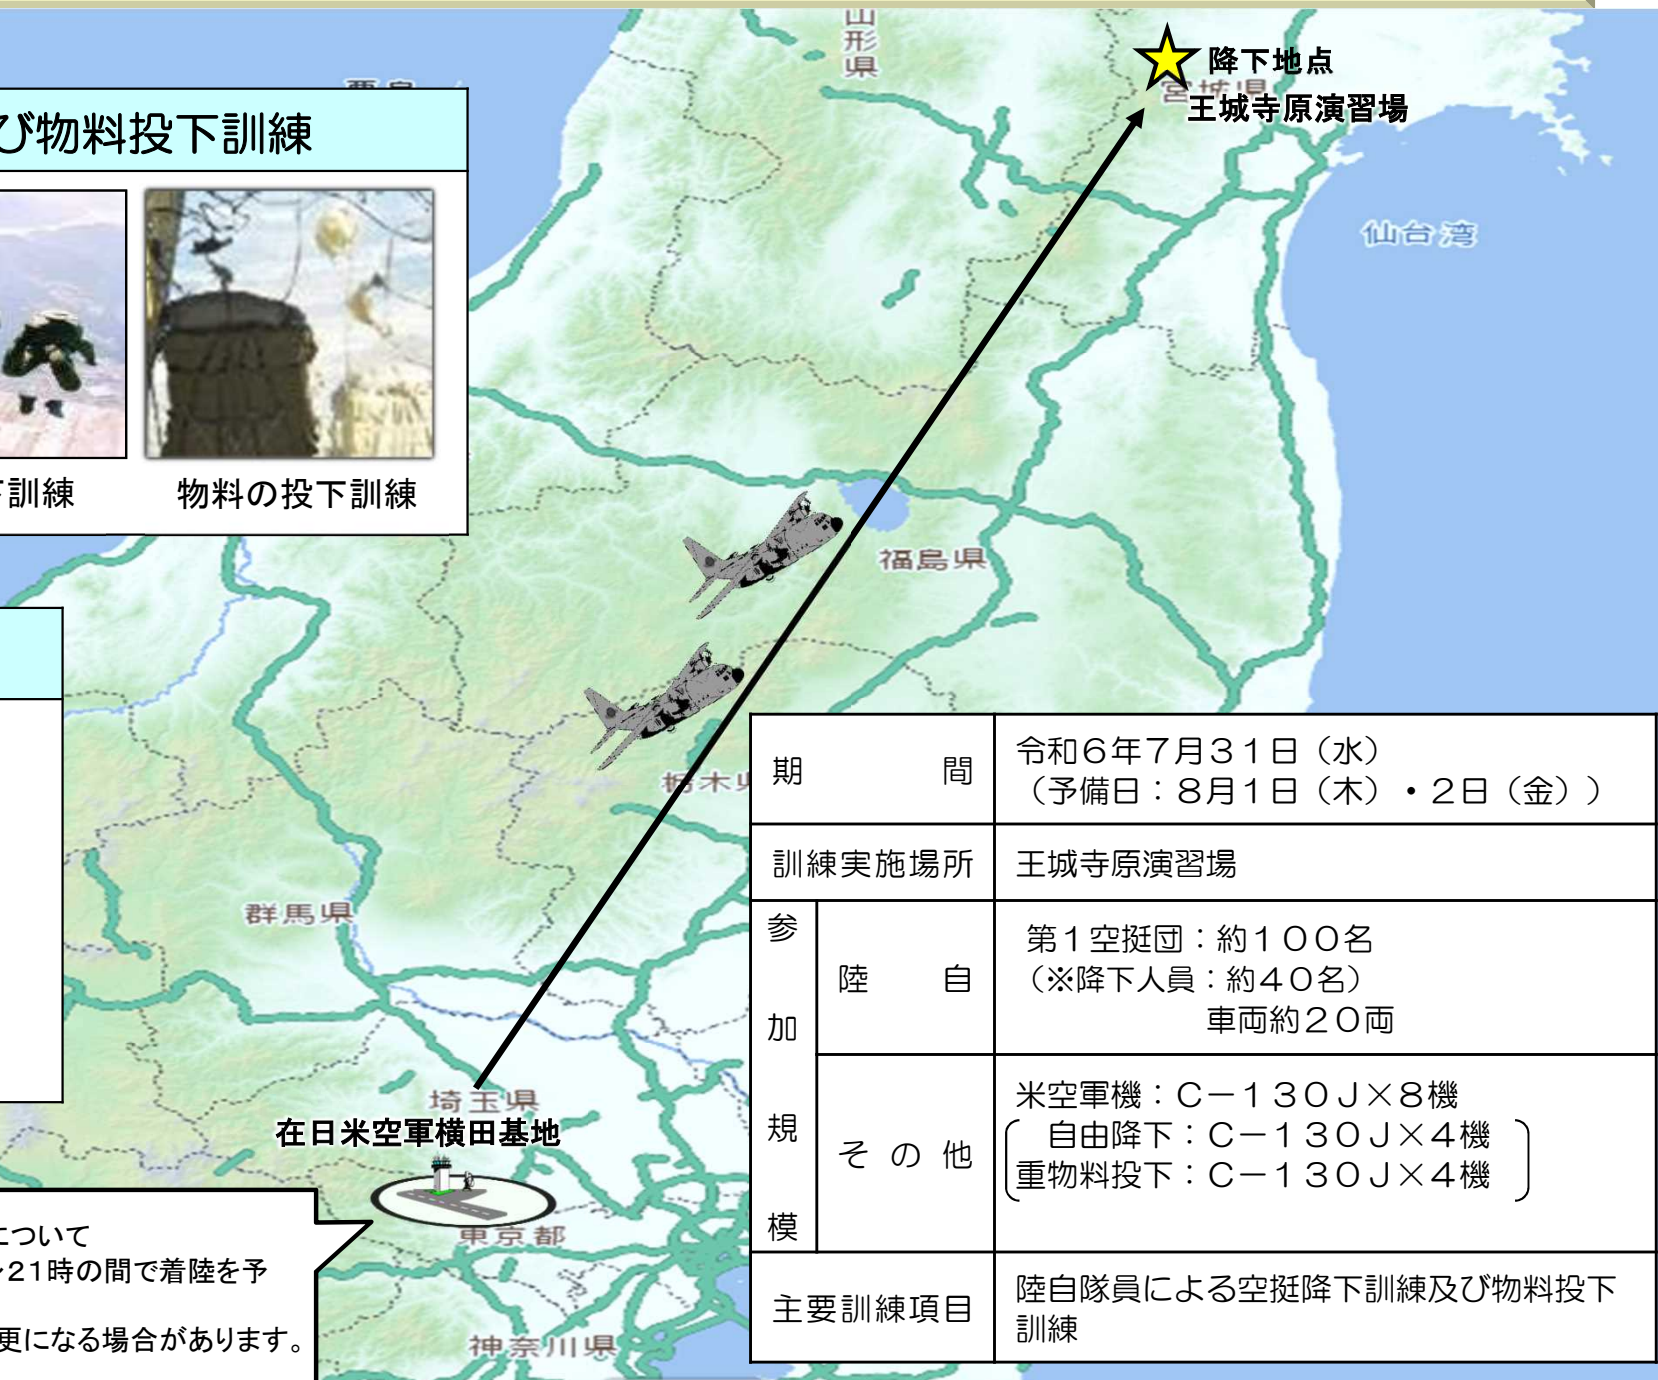 山形県
降下地点
宮城県
王城寺原演習場
び物料投下訓練
仙台湾
下訓練
物料の投下訓練
福島県
栃木県
群馬県
埼玉県
在日米空軍横田基地
東京都
神奈川県
について
～21時の間で着陸を予
更になる場合があります。
期　　間
令和６年７月３１日（水）
（予備日：８月１日（木）・２日（金））
訓練実施場所
王城寺原演習場
参加規模
陸　自
第１空挺団：約１００名
（※降下人員：約４０名）
車両約２０両
その他
米空軍機：Ｃ－１３０Ｊ×８機
自由降下：Ｃ－１３０Ｊ×４機
重物料投下：Ｃ－１３０Ｊ×４機
主要訓練項目
陸自隊員による空挺降下訓練及び物料投下
訓練